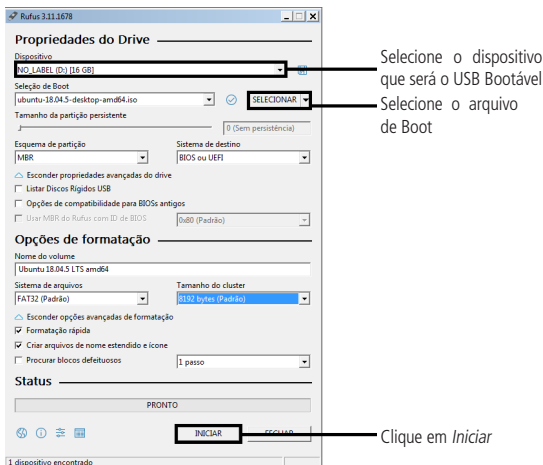 Rufus 3.11.1678
Propriedades do Drive
Dispositivo
NO_LABEL (D:) [16 GB]
Seleção de Boot
ubuntu-18.04.5-desktop-amd64.iso
SELECIONAR
Tamanho da partição persistente
0 (Sem persistência)
Esquema de partição
Sistema de destino
MBR
BIOS ou UEFI
Esconder propriedades avançadas do drive
Listar Discos Rígidos USB
Opções de compatibilidade para BIOSs antigos
Usar MBR do Rufus com ID de BIOS
0x80 (Padrão)
Opções de formatação
Nome do volume
Ubuntu 18.04.5 LTS amd64
Sistema de arquivos
Tamanho do cluster
FAT32 (Padrão)
8192 bytes (Padrão)
Esconder opções avançadas de formatação
Formatação rápida
Criar arquivos de nome estendido e ícone
Procurar blocos defeituosos
1 passo
Status
PRONTO
INICIAR
FECHAR
1 dispositivo encontrado
Selecione o dispositivo
que será o USB Bootável
Selecione o arquivo
de Boot
Clique em Iniciar